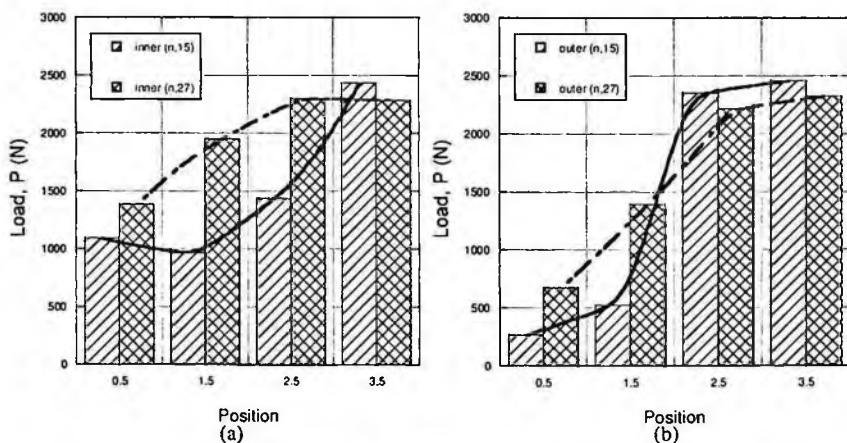 3000
2500
2000
1500
1000
500
0
Load, P (N)
inner (n,15)
inner (n,27)
0.5 1.5 2.5 3.5
Position
(a)
3000
2500
2000
1500
1000
500
0
Load, P (N)
outer (n,15)
outer (n,27)
0.5 1.5 2.5 3.5
Position
(b)